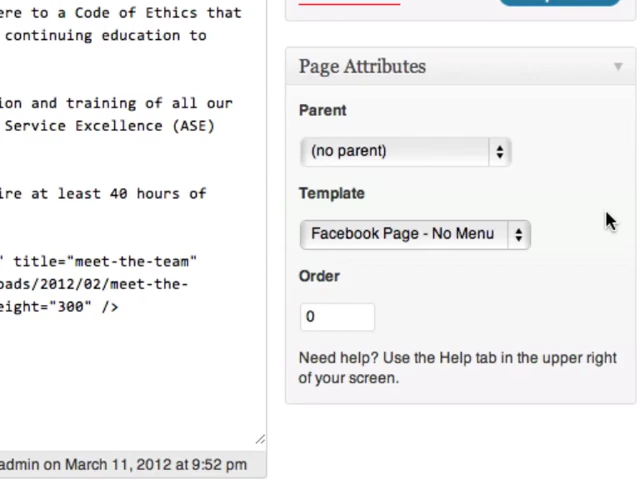 ere to a Code of Ethics that
continuing education to
ion and training of all our
Service Excellence (ASE)
ire at least 40 hours of
" title="meet-the-team"
oads/2012/02/meet-the-
eight="300" />
admin on March 11, 2012 at 9:52 pm
Page Attributes
Parent
(no parent)
Template
Facebook Page - No Menu
Order
0
Need help? Use the Help tab in the upper right
of your screen.